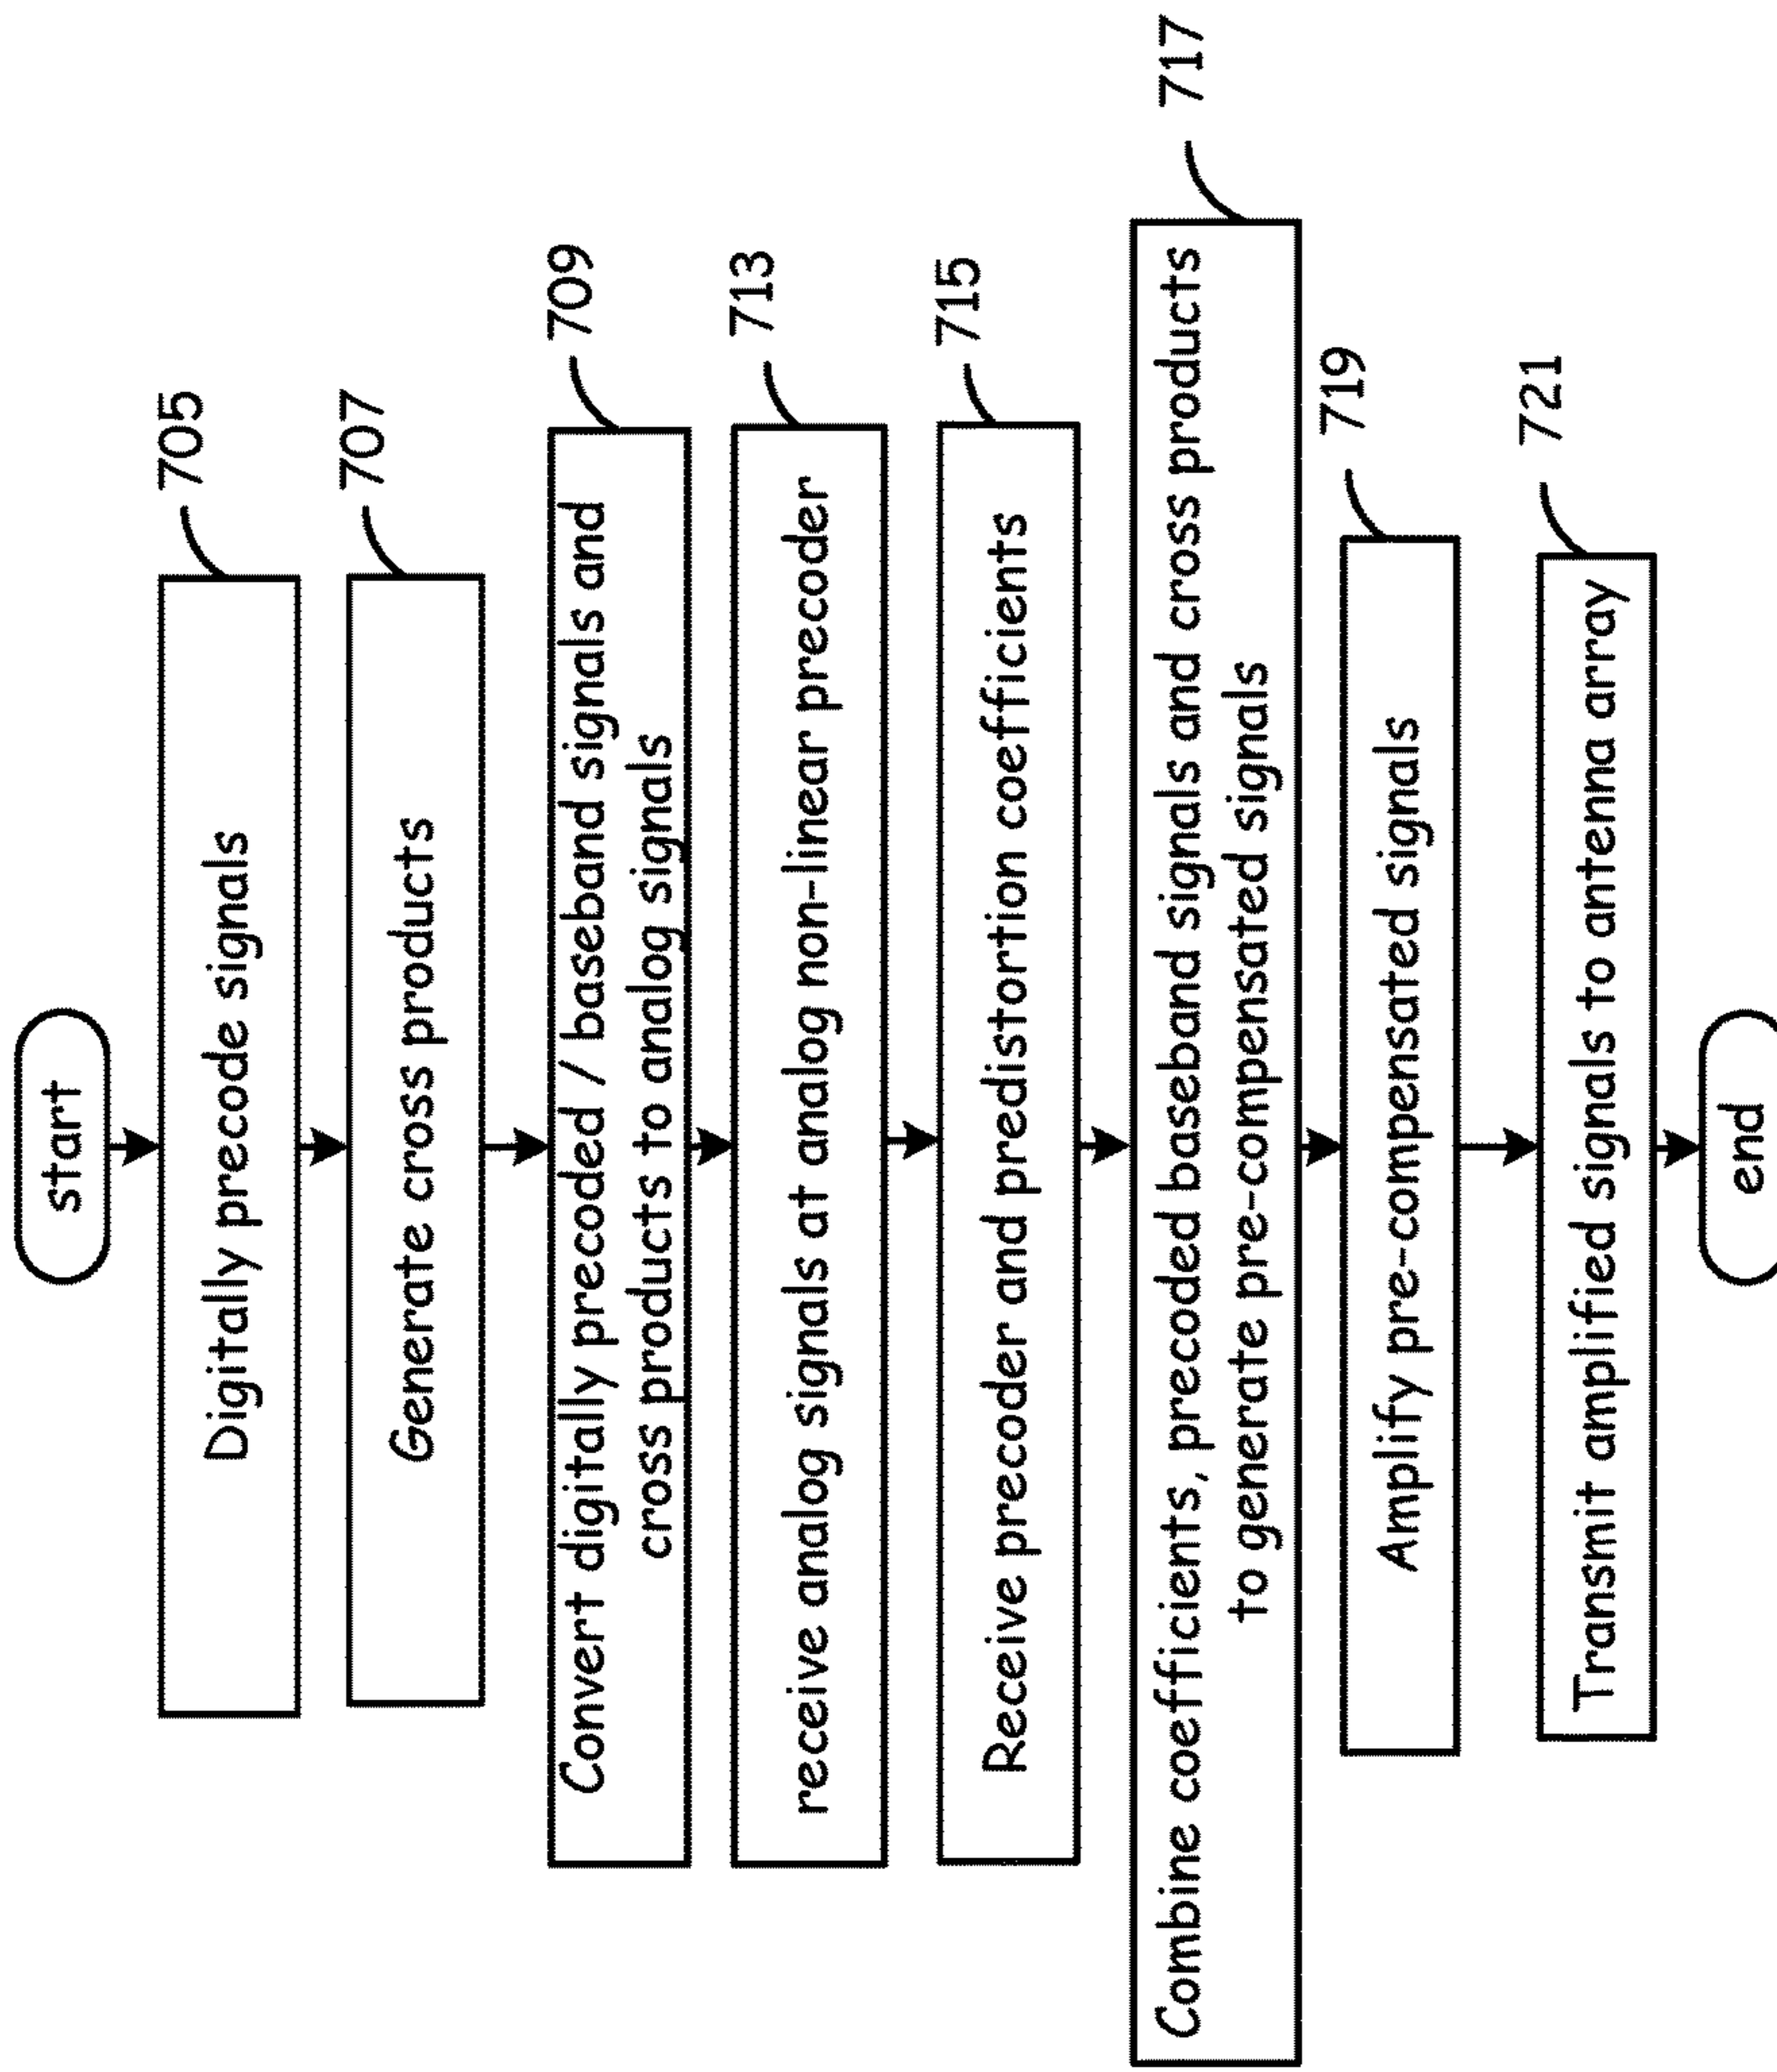 start
705
Digitally precode signals
707
Generate cross products
709
Convert digitally precoded / baseband signals and
cross products to analog signals
713
receive analog signals at analog non-linear precoder
715
Receive precoder and predistortion coefficients
717
Combine coefficients, precoded baseband signals and cross products
to generate pre-compensated signals
719
Amplify pre-compensated signals
721
Transmit amplified signals to antenna array
end